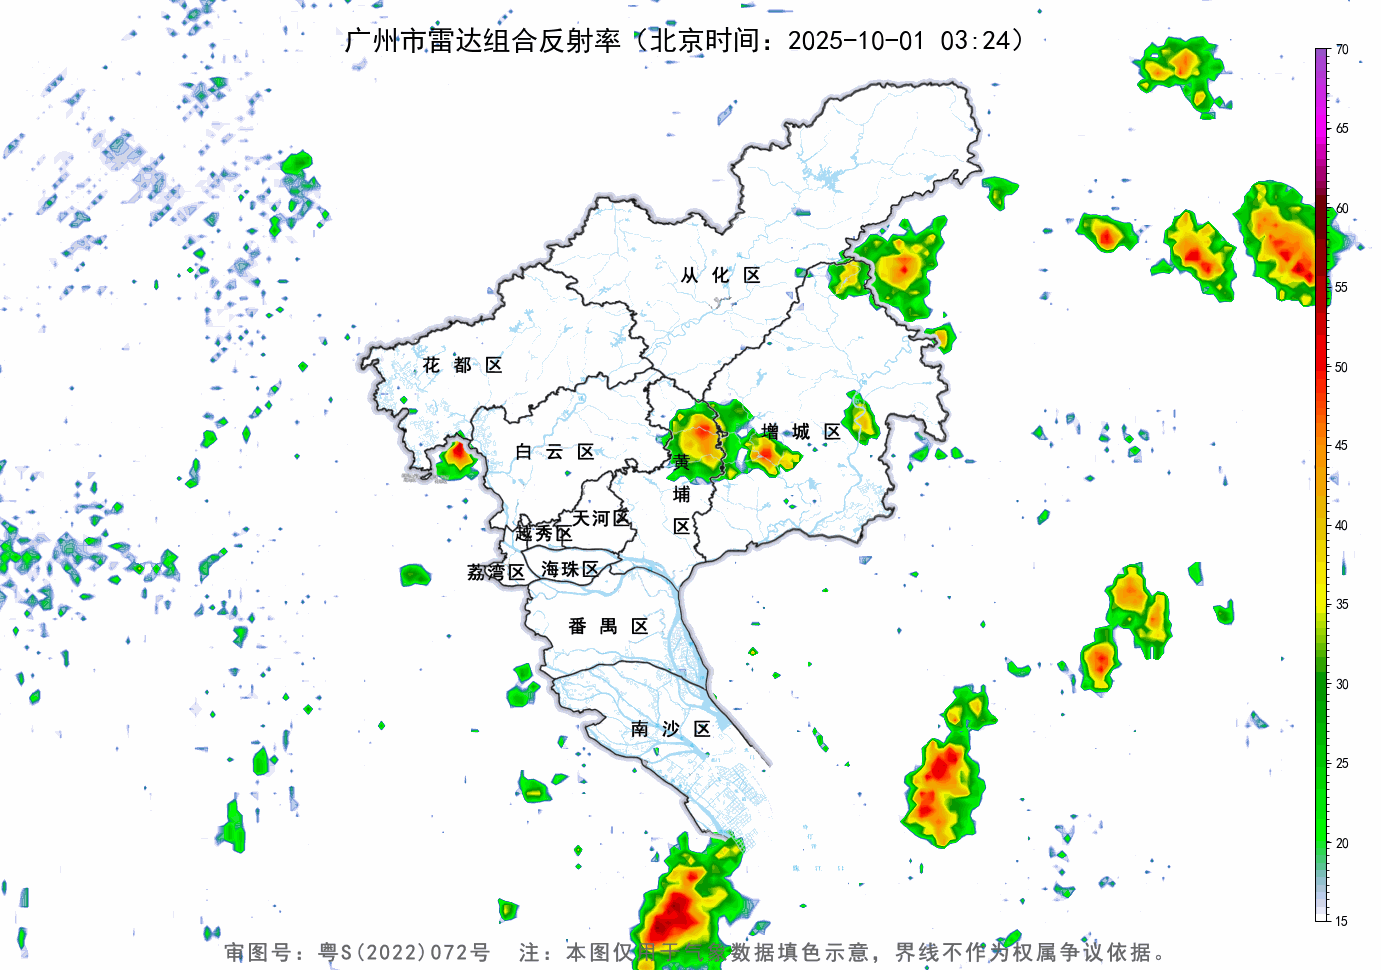 广州市雷达组合反射率（北京时间：2025-10-01 03:24）
70
65
60
55
50
45
40
35
30
25
20
15
从化区
花都区
增城区
白云区
黄埔区
天河区
越秀区
荔湾区
海珠区
番禺区
南沙区
审图号：粤S(2022)072号 注：本图仅用于气象数据填色示意，界线不作为权属争议依据。